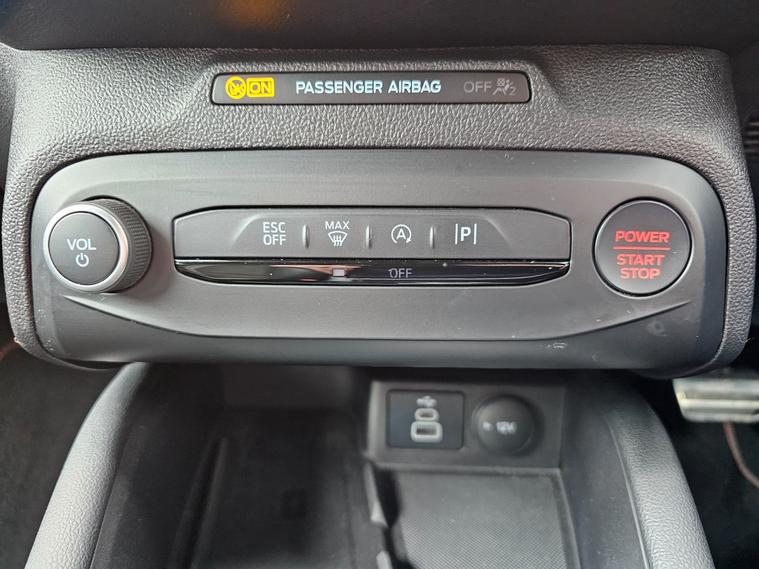 ON PASSENGER AIRBAG OFF
VOL
ESC
OFF
MAX
A
P
POWER
START
STOP
OFF
12V